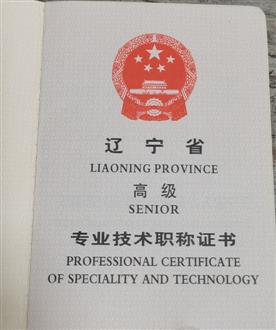 辽宁省
LIAONING PROVINCE
高级
SENIOR
专业技术职称证书
PROFESSIONAL CERTIFICATE
OF SPECIALITY AND TECHNOLOGY